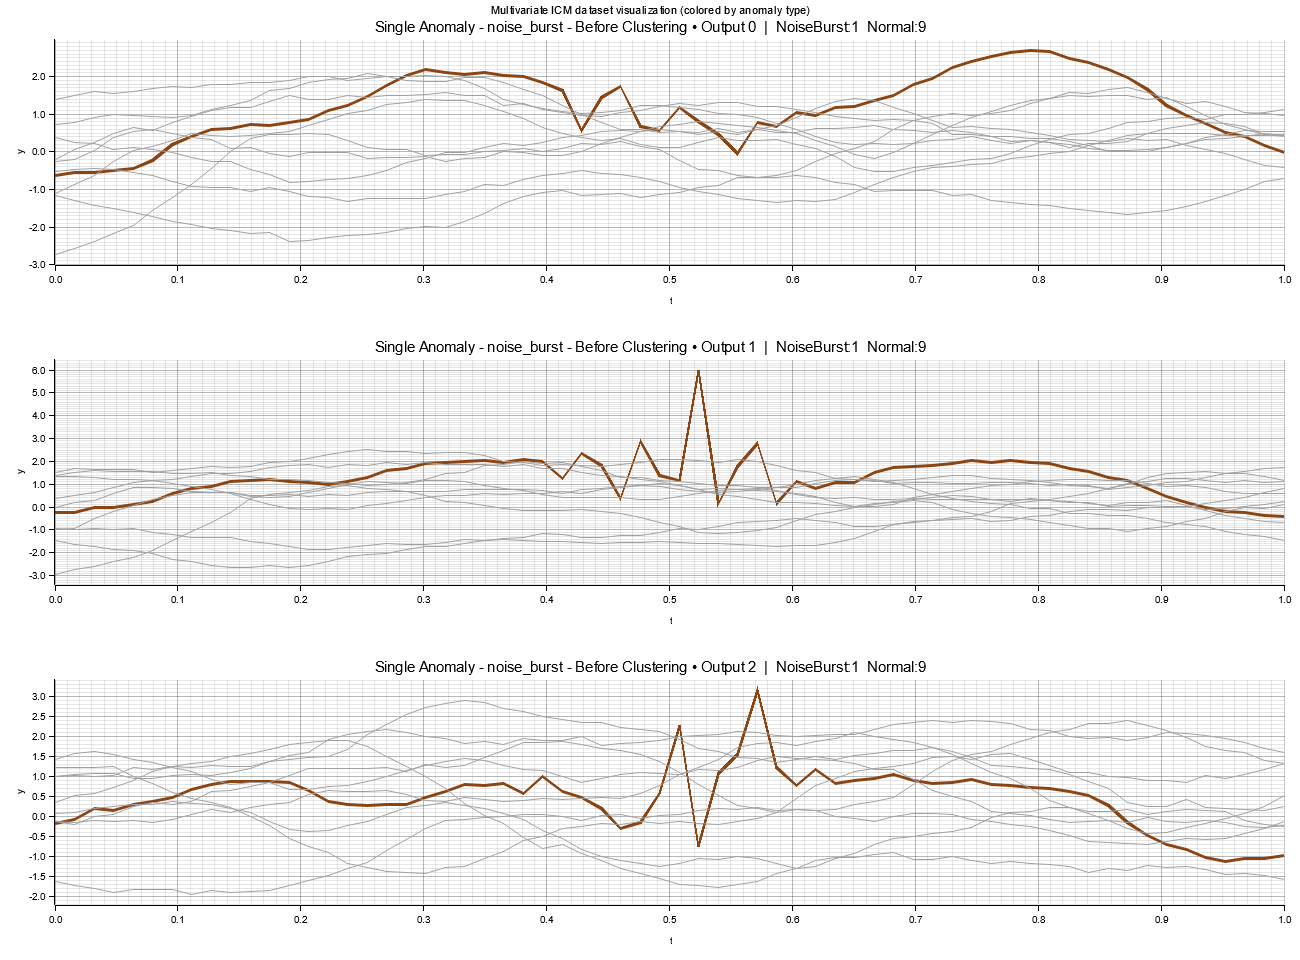 Multivariate ICM dataset visualization (colored by anomaly type)
Single Anomaly - noise_burst - Before Clustering • Output 0 | NoiseBurst:1 Normal:9
2.0
1.0
0.0
-1.0
-2.0
-3.0
y
0.0 0.1 0.2 0.3 0.4 0.5 0.6 0.7 0.8 0.9 1.0
t
Single Anomaly - noise_burst - Before Clustering • Output 1 | NoiseBurst:1 Normal:9
6.0
5.0
4.0
3.0
2.0
1.0
0.0
-1.0
-2.0
-3.0
y
0.0 0.1 0.2 0.3 0.4 0.5 0.6 0.7 0.8 0.9 1.0
t
Single Anomaly - noise_burst - Before Clustering • Output 2 | NoiseBurst:1 Normal:9
3.0
2.5
2.0
1.5
1.0
0.5
0.0
-0.5
-1.0
-1.5
-2.0
y
0.0 0.1 0.2 0.3 0.4 0.5 0.6 0.7 0.8 0.9 1.0
t